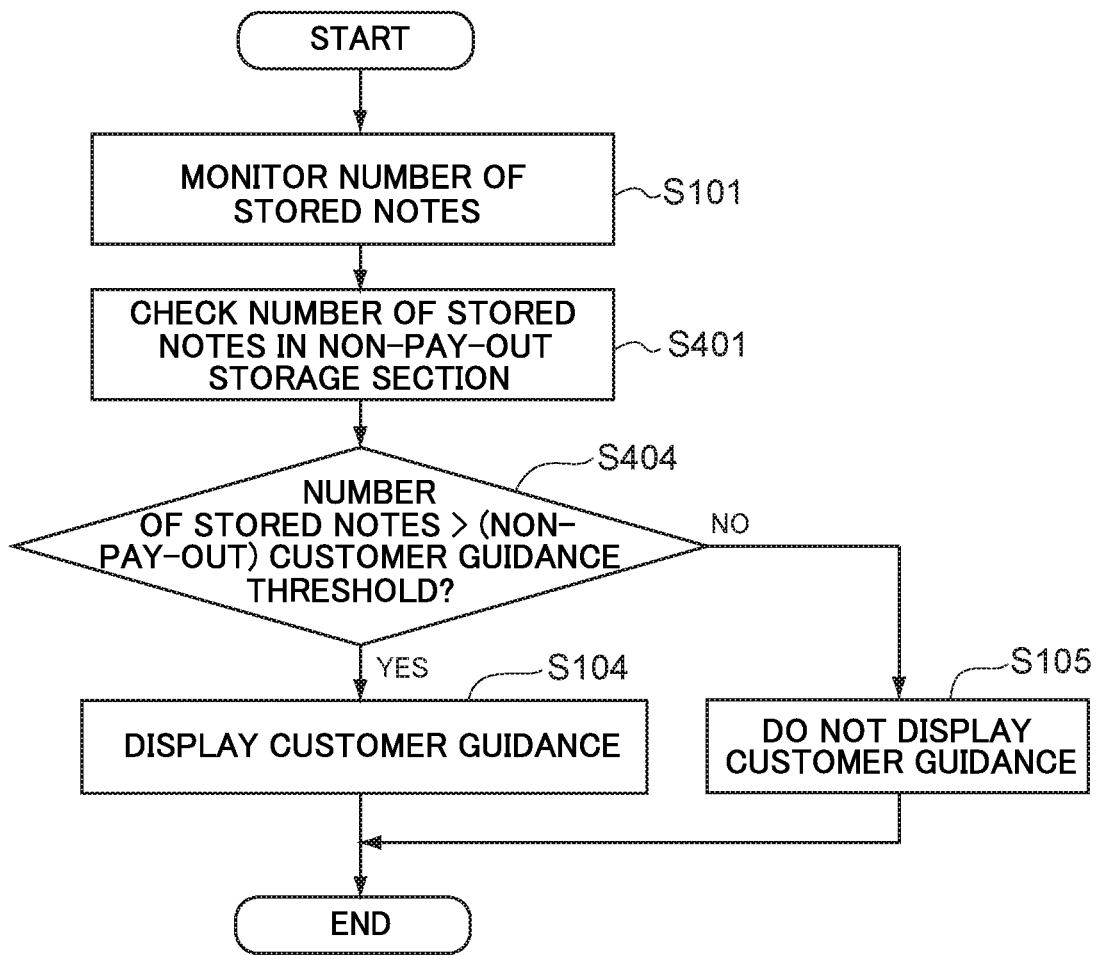 START
MONITOR NUMBER OF
STORED NOTES
S101
CHECK NUMBER OF STORED
NOTES IN NON-PAY-OUT
STORAGE SECTION
S401
S404
NUMBER
OF STORED NOTES > (NON-
PAY-OUT) CUSTOMER GUIDANCE
THRESHOLD?
NO
YES
S104
DISPLAY CUSTOMER GUIDANCE
S105
DO NOT DISPLAY
CUSTOMER GUIDANCE
END